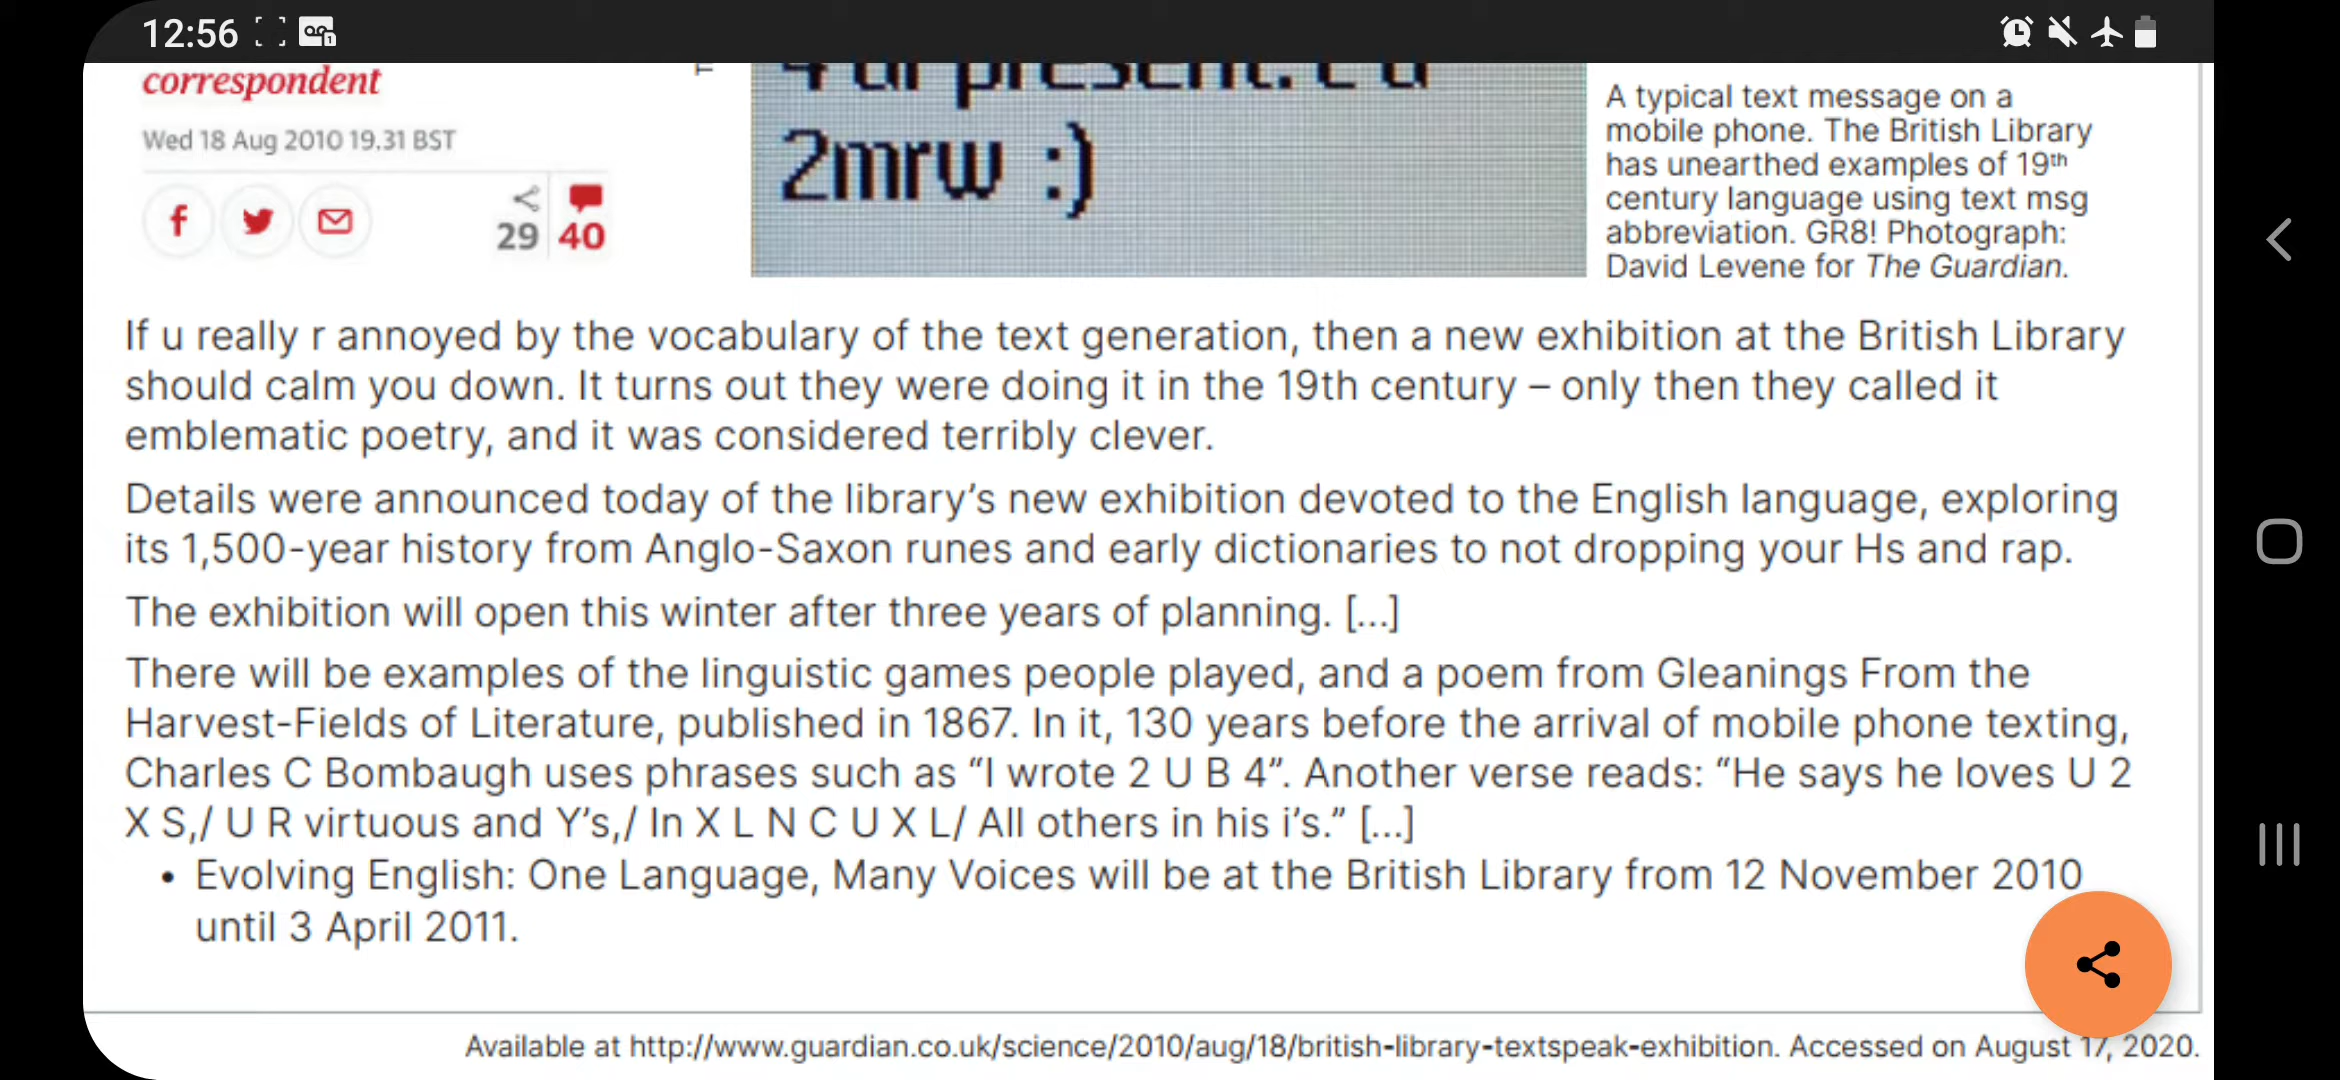 12:56
correspondent
Wed 18 Aug 2010 19.31 BST
29 40
2mrw :)
A typical text message on a
mobile phone. The British Library
has unearthed examples of 19th
century language using text msg
abbreviation. GR8! Photograph:
David Levene for The Guardian.
If u really r annoyed by the vocabulary of the text generation, then a new exhibition at the British Library
should calm you down. It turns out they were doing it in the 19th century – only then they called it
emblematic poetry, and it was considered terribly clever.
Details were announced today of the library’s new exhibition devoted to the English language, exploring
its 1,500-year history from Anglo-Saxon runes and early dictionaries to not dropping your Hs and rap.
The exhibition will open this winter after three years of planning. [...]
There will be examples of the linguistic games people played, and a poem from Gleanings From the
Harvest-Fields of Literature, published in 1867. In it, 130 years before the arrival of mobile phone texting,
Charles C Bombaugh uses phrases such as “I wrote 2 U B 4”. Another verse reads: “He says he loves U 2
X S,/ U R virtuous and Y’s,/ In X L N C U X L/ All others in his i’s.” [...]
• Evolving English: One Language, Many Voices will be at the British Library from 12 November 2010
until 3 April 2011.
Available at http://www.guardian.co.uk/science/2010/aug/18/british-library-textspeak-exhibition. Accessed on August 17, 2020.